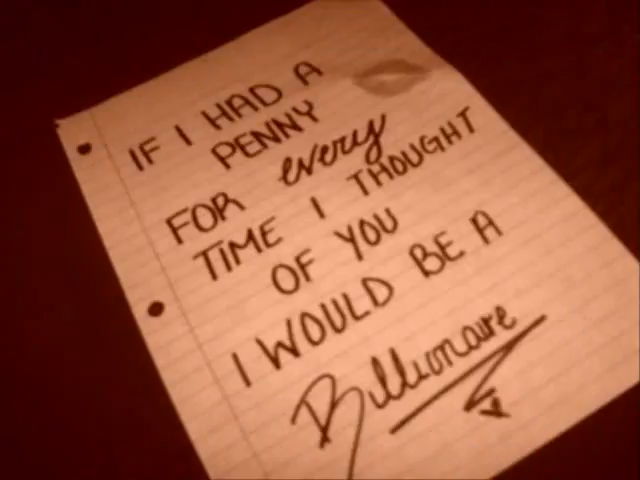 IF I HAD A
PENNY
FOR every
TIME I THOUGHT
OF YOU
I WOULD BE A
Billionaire